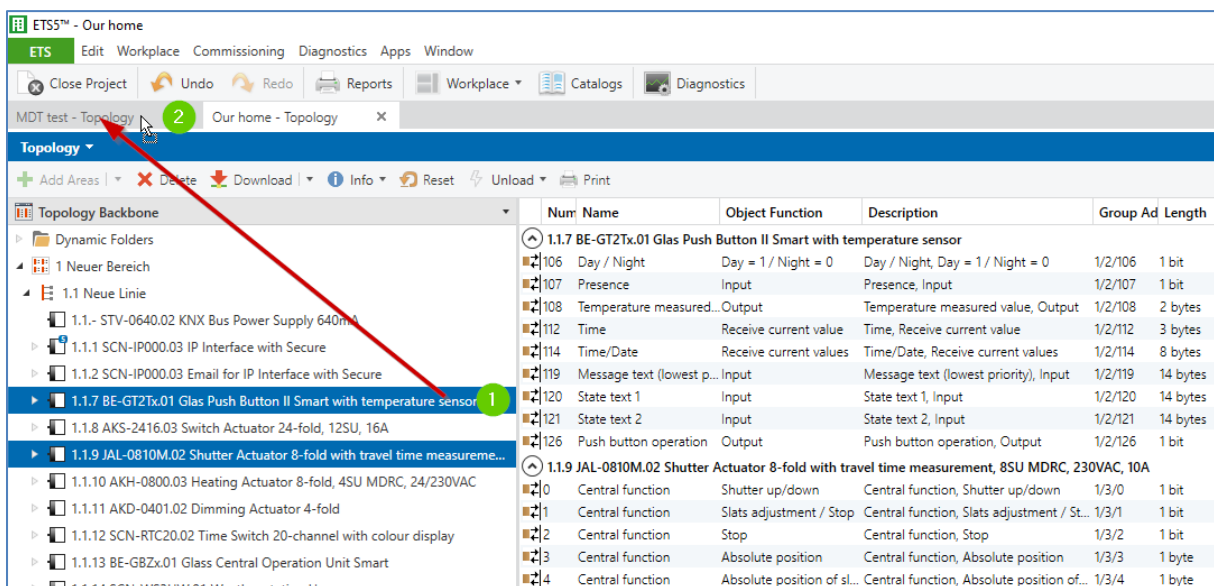 ETS5™ - Our home
ETS Edit Workplace Commissioning Diagnostics Apps Window
Close Project Undo Redo Reports Workplace Catalogs Diagnostics
MDT test - Topology 2 Our home - Topology ×
Topology
Add Areas Delete Download Info Reset Unload Print
Topology Backbone
Dynamic Folders
1 Neuer Bereich
1.1 Neue Linie
1.1.- STV-0640.02 KNX Bus Power Supply 640mA
1.1.1 SCN-IP000.03 IP Interface with Secure
1.1.2 SCN-IP000.03 Email for IP Interface with Secure
1.1.7 BE-GT2Tx.01 Glas Push Button II Smart with temperature sensor 1
1.1.8 AKS-2416.03 Switch Actuator 24-fold, 12SU, 16A
1.1.9 JAL-0810M.02 Shutter Actuator 8-fold with travel time measureme...
1.1.10 AKH-0800.03 Heating Actuator 8-fold, 4SU MDRC, 24/230VAC
1.1.11 AKD-0401.02 Dimming Actuator 4-fold
1.1.12 SCN-RTC20.02 Time Switch 20-channel with colour display
1.1.13 BE-GBZx.01 Glass Central Operation Unit Smart
Num Name Object Function Description Group Ad Length
1.1.7 BE-GT2Tx.01 Glas Push Button II Smart with temperature sensor
106 Day / Night Day = 1 / Night = 0 Day / Night, Day = 1 / Night = 0 1/2/106 1 bit
107 Presence Input Presence, Input 1/2/107 1 bit
108 Temperature measured... Output Temperature measured value, Output 1/2/108 2 bytes
112 Time Receive current value Time, Receive current value 1/2/112 3 bytes
114 Time/Date Receive current values Time/Date, Receive current values 1/2/114 8 bytes
119 Message text (lowest p... Input Message text (lowest priority), Input 1/2/119 14 bytes
120 State text 1 Input State text 1, Input 1/2/120 14 bytes
121 State text 2 Input State text 2, Input 1/2/121 14 bytes
126 Push button operation Output Push button operation, Output 1/2/126 1 bit
1.1.9 JAL-0810M.02 Shutter Actuator 8-fold with travel time measurement, 8SU MDRC, 230VAC, 10A
0 Central function Shutter up/down Central function, Shutter up/down 1/3/0 1 bit
1 Central function Slats adjustment / Stop Central function, Slats adjustment / St... 1/3/1 1 bit
2 Central function Stop Central function, Stop 1/3/2 1 bit
3 Central function Absolute position Central function, Absolute position 1/3/3 1 byte
4 Central function Absolute position of sl... Central function, Absolute position of... 1/3/4 1 byte